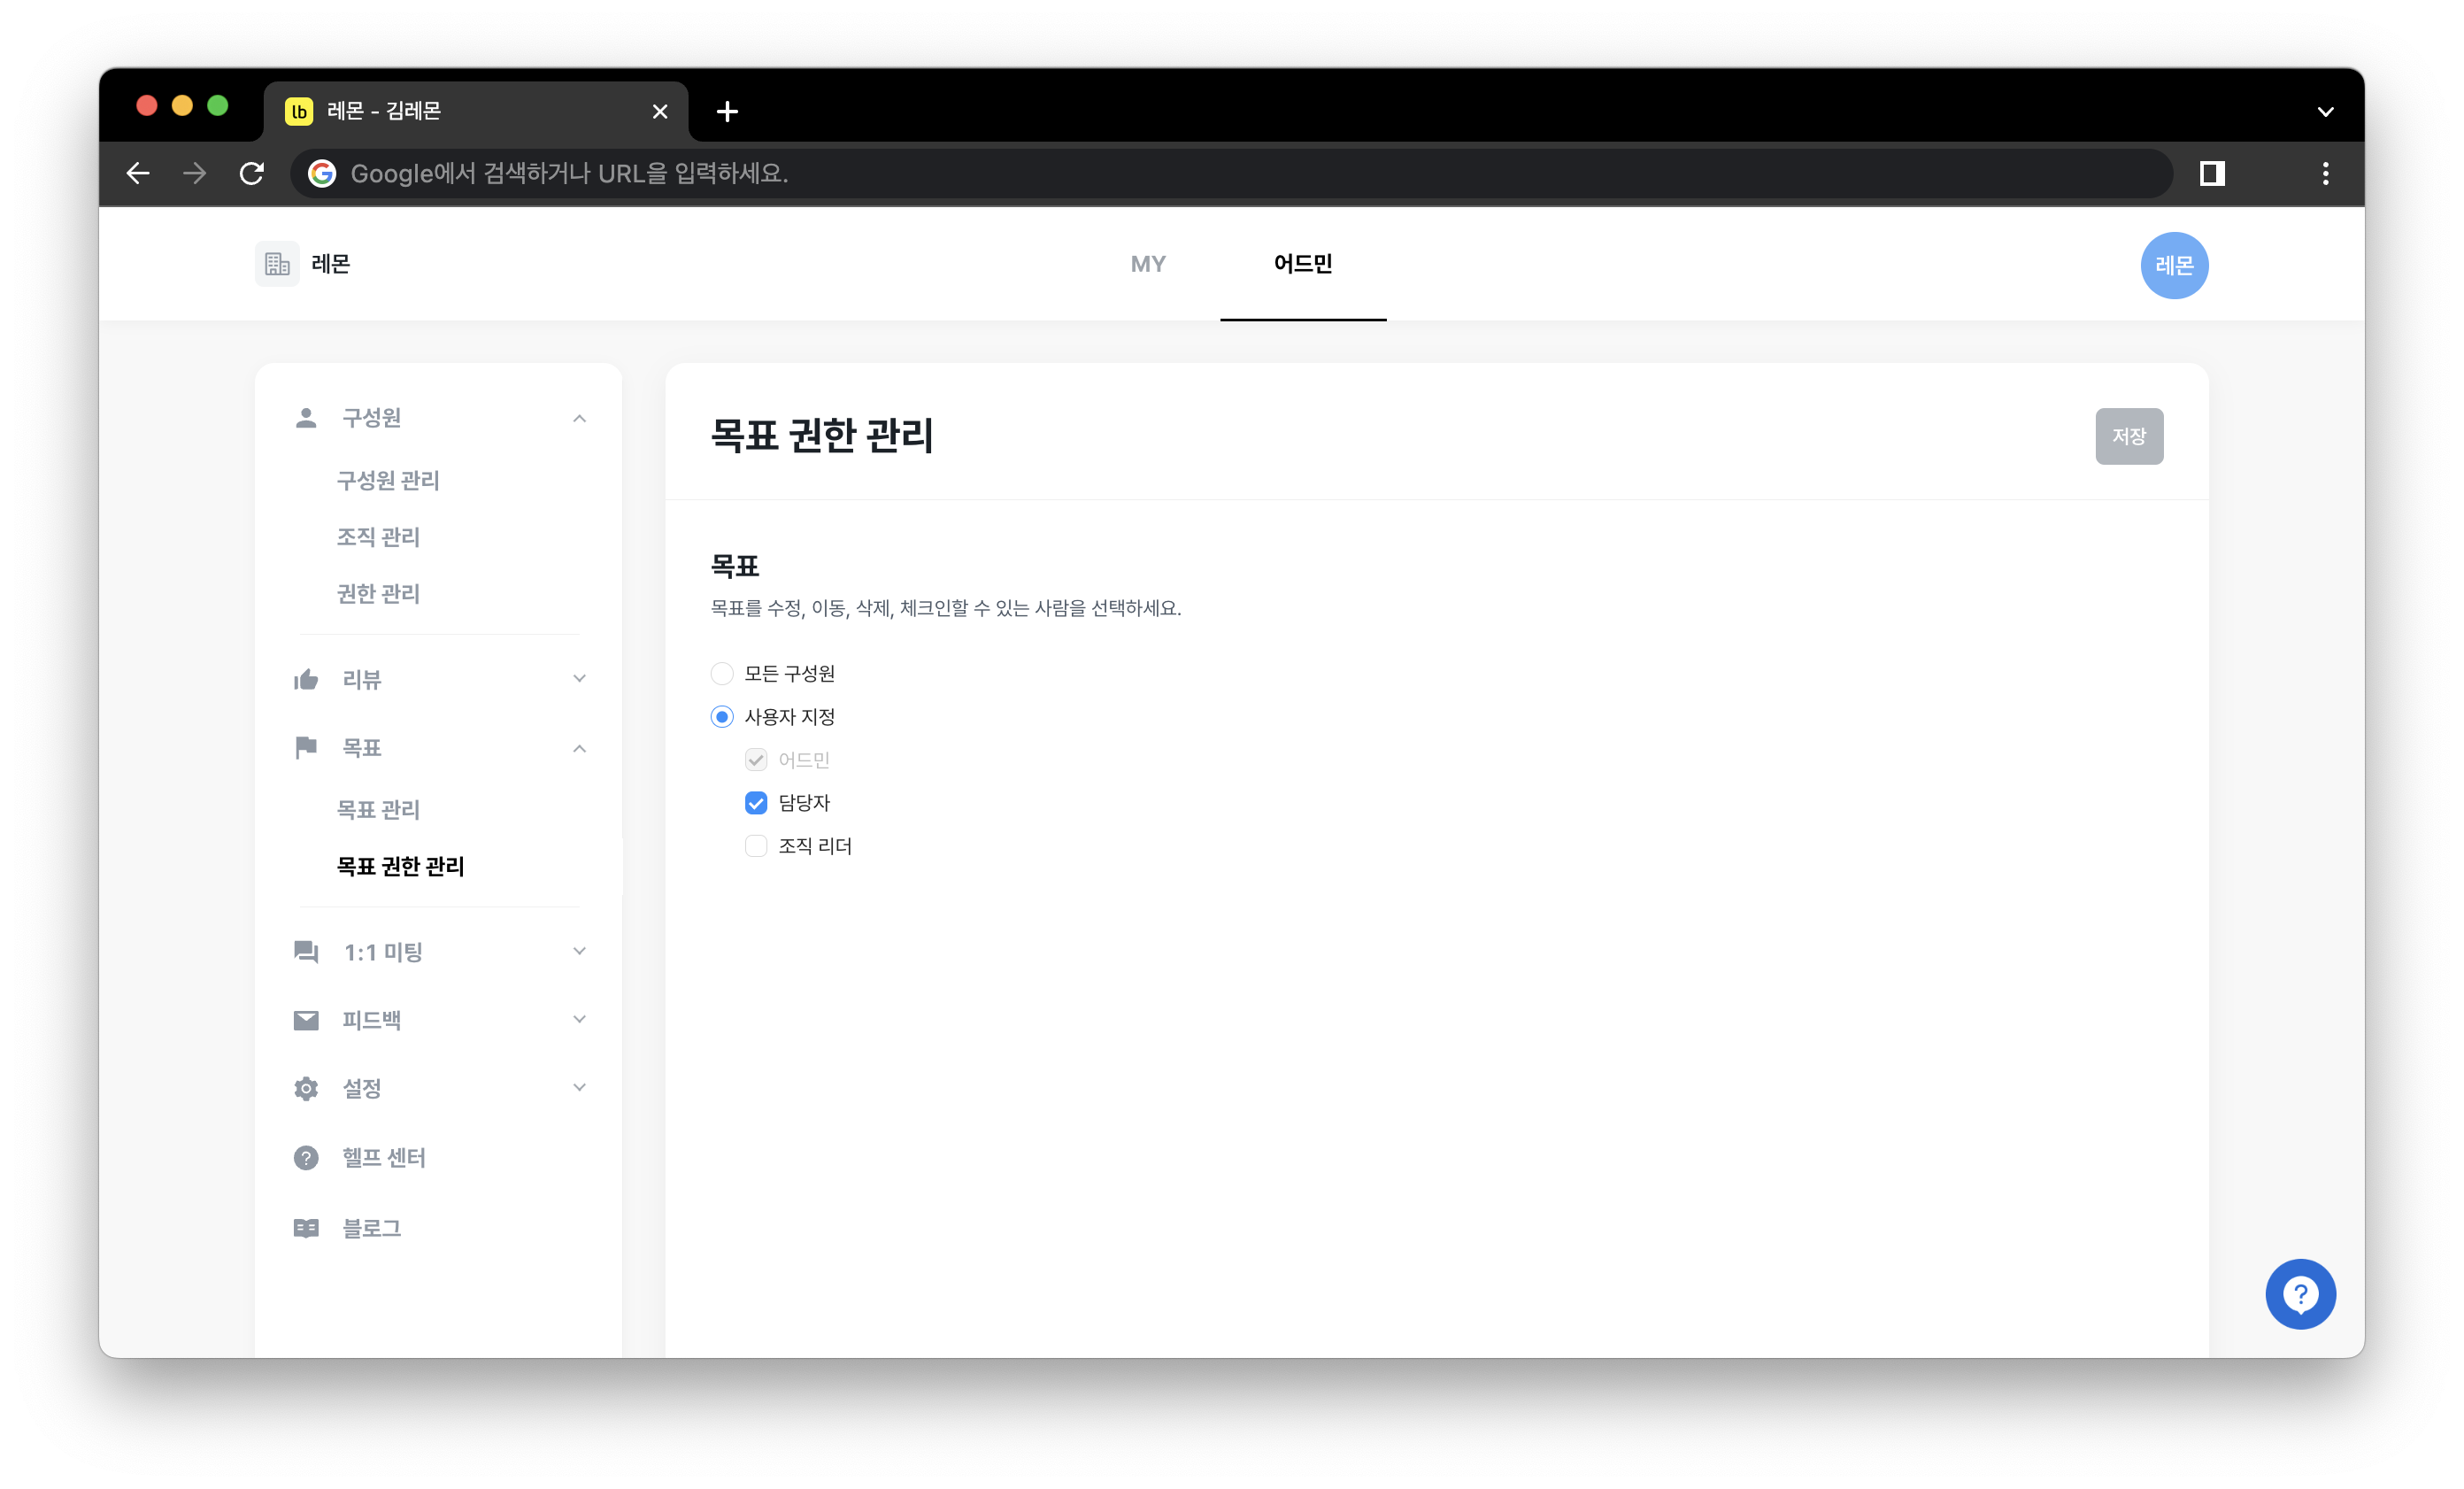 lb 레몬 - 김레몬
Google에서 검색하거나 URL을 입력하세요.
레몬
MY
어드민
레몬
구성원
구성원 관리
조직 관리
권한 관리
리뷰
목표
목표 관리
목표 권한 관리
1:1 미팅
피드백
설정
헬프 센터
블로그
목표 권한 관리
저장
목표
목표를 수정, 이동, 삭제, 체크인할 수 있는 사람을 선택하세요.
모든 구성원
사용자 지정
어드민
담당자
조직 리더